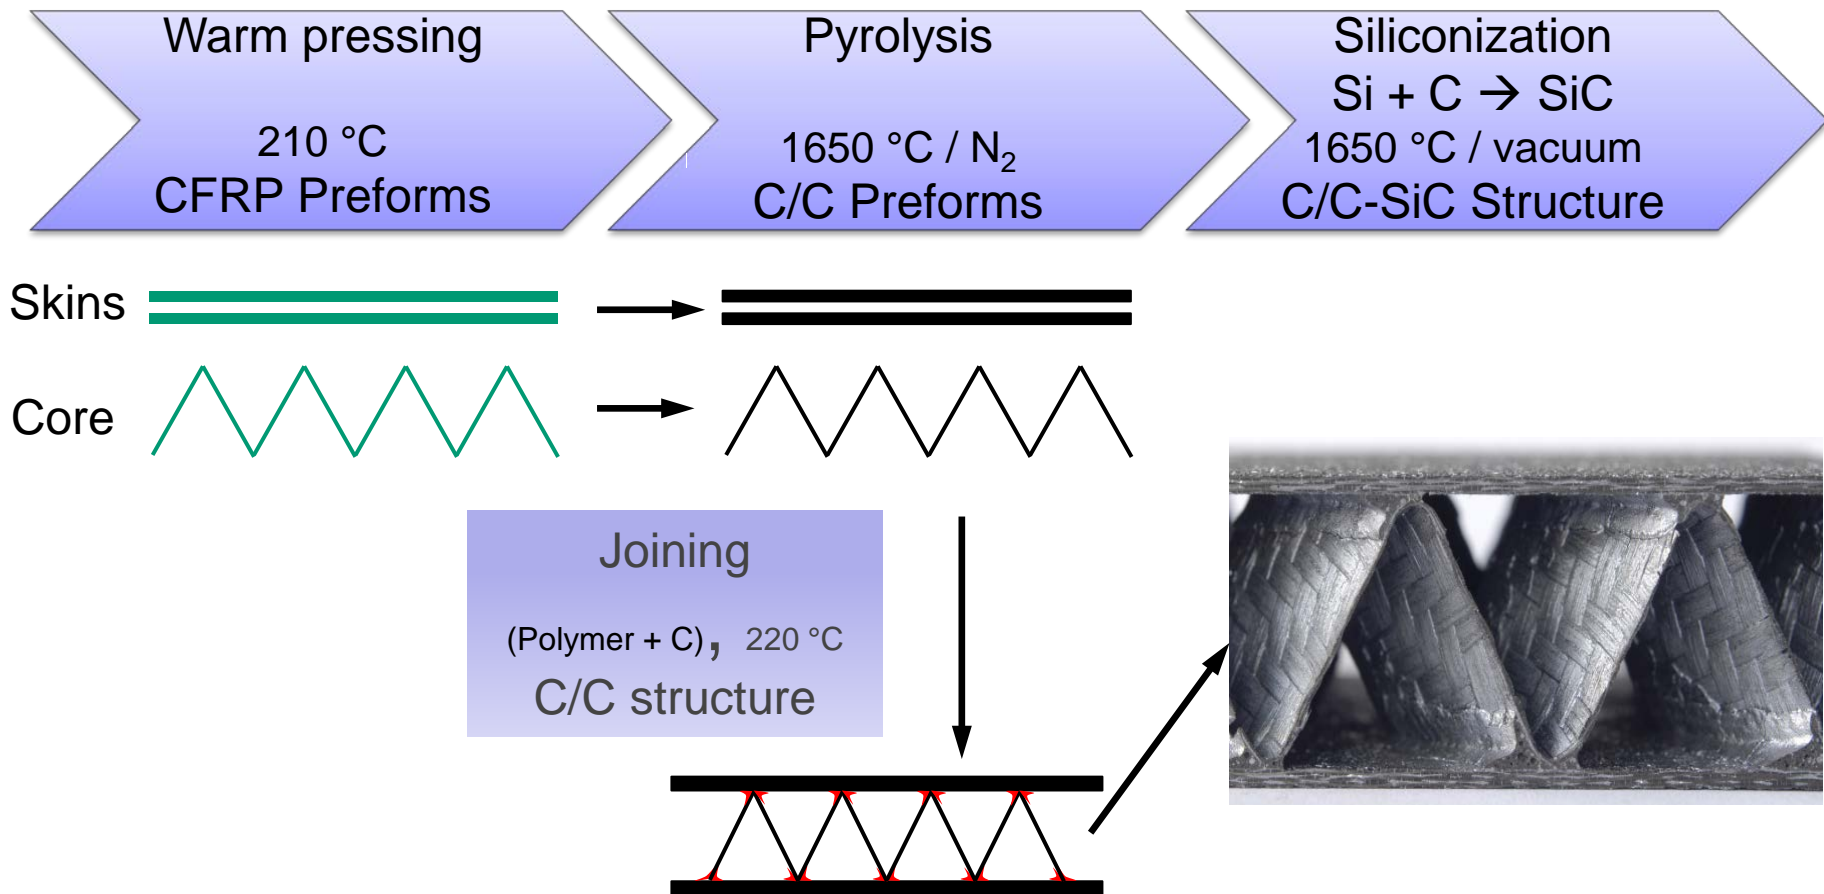 Warm pressing
210 °C
CFRP Preforms
Pyrolysis
1650 °C / N₂
C/C Preforms
Siliconization
Si + C → SiC
1650 °C / vacuum
C/C-SiC Structure
Skins
Core
Joining
(Polymer + C), 220 °C
C/C structure